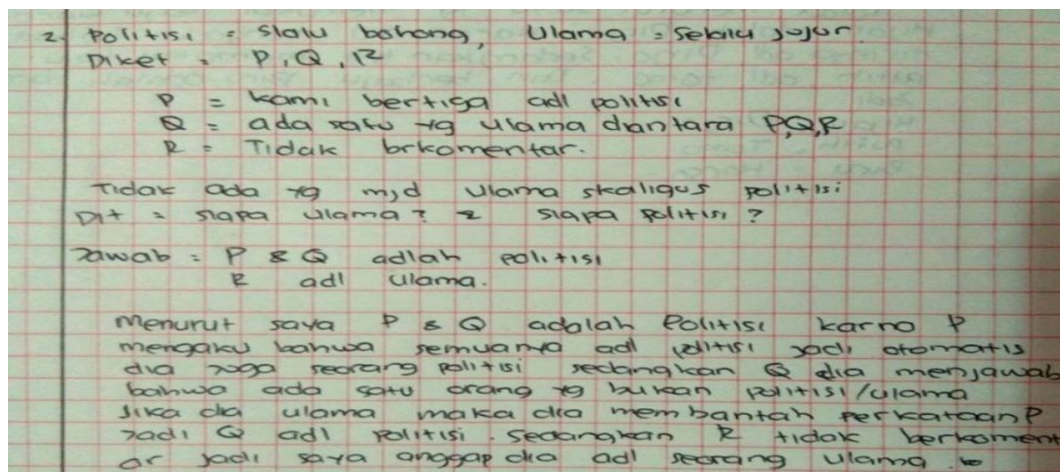 2. Politisi = slalu bohong, Ulama = selalu jujur.
Diket = P, Q, R
P = kami bertiga adl politisi
Q = ada satu yg ulama diantara P,Q,R
R = Tidak brkomentar.
Tidak ada yg mjd ulama skaligus politisi
Dit = siapa ulama? & siapa politisi?
Jawab = P & Q adlah politisi
R adl ulama.
Menurut saya P & Q adalah Politisi karno P
mengaku bahwa semuanya adl politisi jadi otomatis
dia juga seorang politisi sedangkan Q dia menjawab
bahwa ada satu orang yg bukan politisi/ulama
Jika dia ulama maka dia membantah perkataan P
Jadi Q adl politisi. Sedangkan R tidak berkoment
ar jadi saya anggap dia adl seorang ulama.